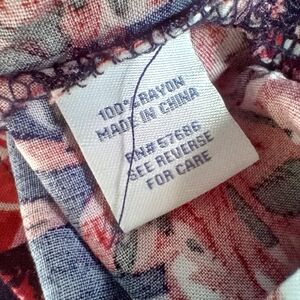 100% RAYON
MADE IN CHINA
RN# 57686
SEE REVERSE
FOR CARE